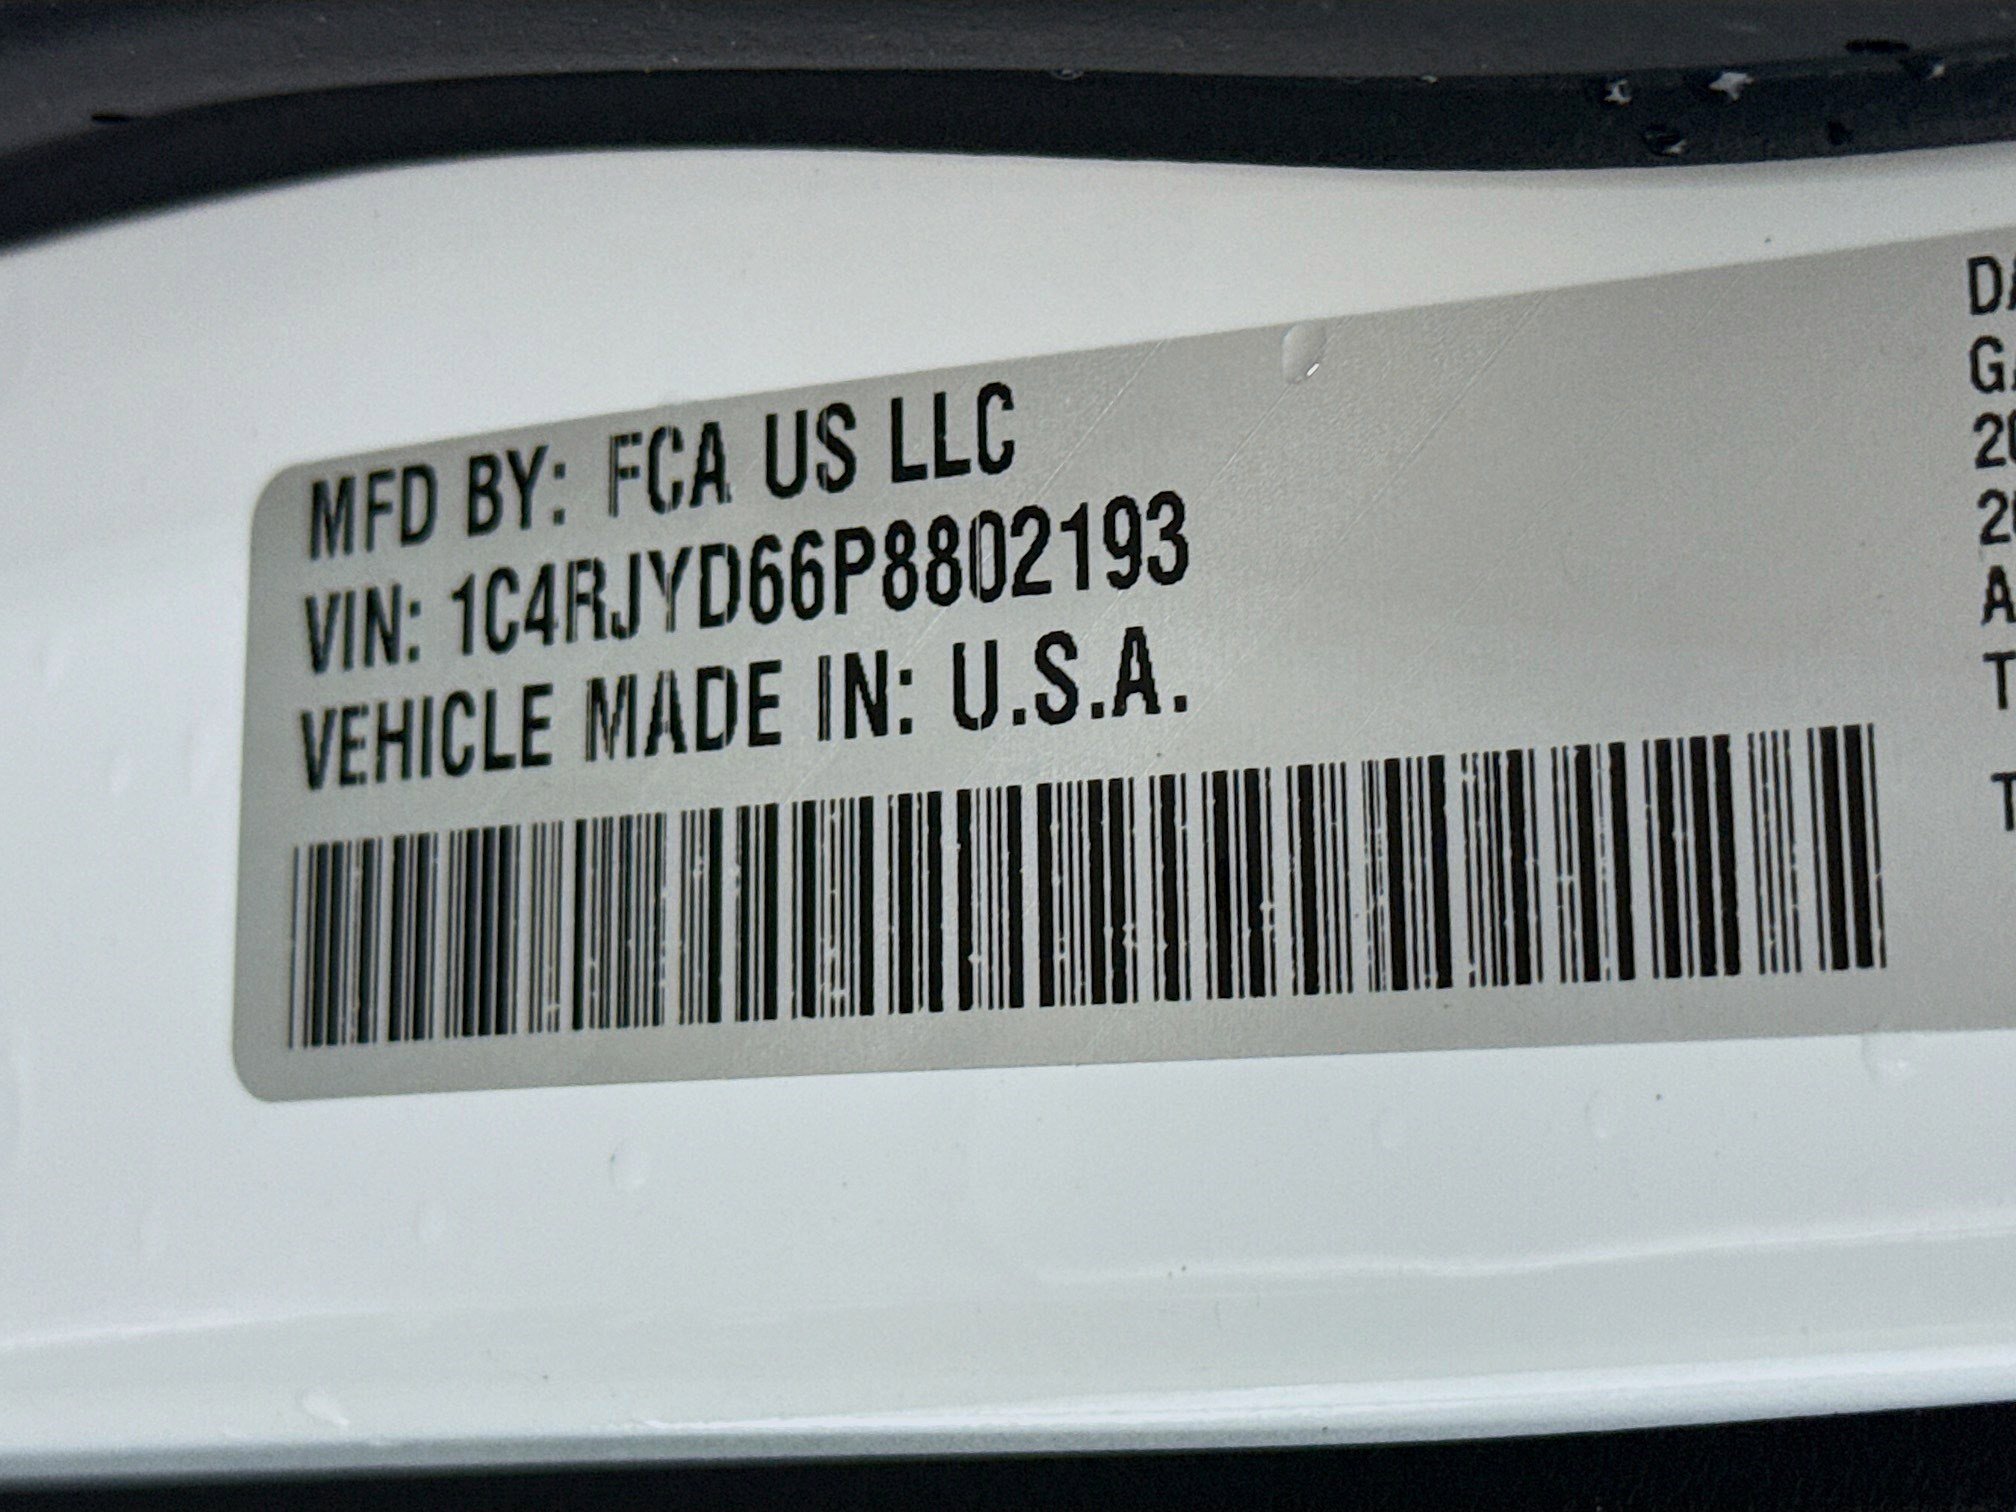 MFD BY: FCA US LLC
VIN: 1C4RJYD66P8802193
VEHICLE MADE IN: U.S.A.